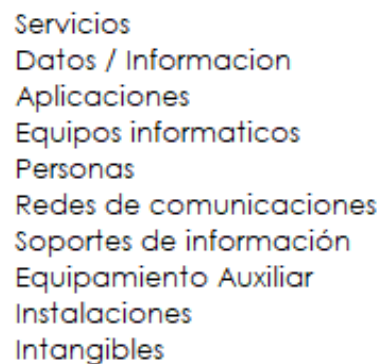 Servicios
Datos / Informacion
Aplicaciones
Equipos informaticos
Personas
Redes de comunicaciones
Soportes de información
Equipamiento Auxiliar
Instalaciones
Intangibles